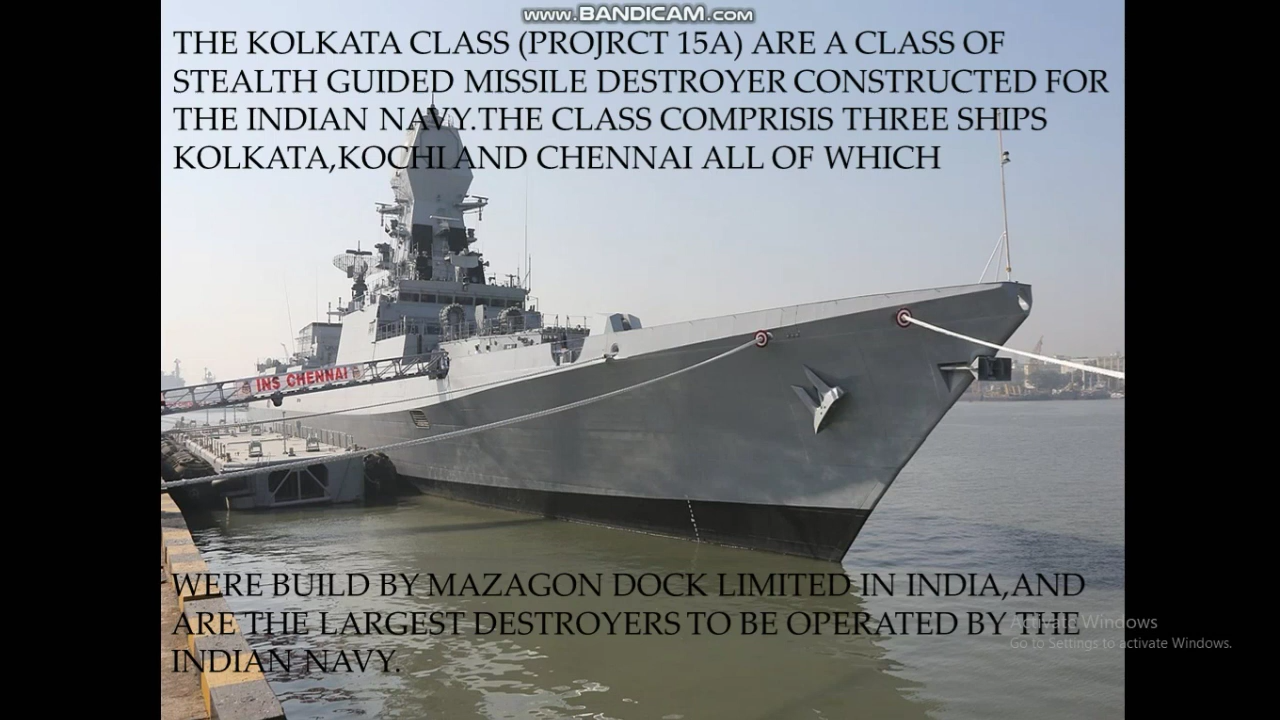 www.BANDICAM.com
THE KOLKATA CLASS (PROJRCT 15A) ARE A CLASS OF
STEALTH GUIDED MISSILE DESTROYER CONSTRUCTED FOR
THE INDIAN NAVY.THE CLASS COMPRISIS THREE SHIPS
KOLKATA,KOCHI AND CHENNAI ALL OF WHICH
INS CHENNAI
WERE BUILD BY MAZAGON DOCK LIMITED IN INDIA,AND
ARE THE LARGEST DESTROYERS TO BE OPERATED BY THE
INDIAN NAVY.
Activate Windows
Go to Settings to activate Windows.